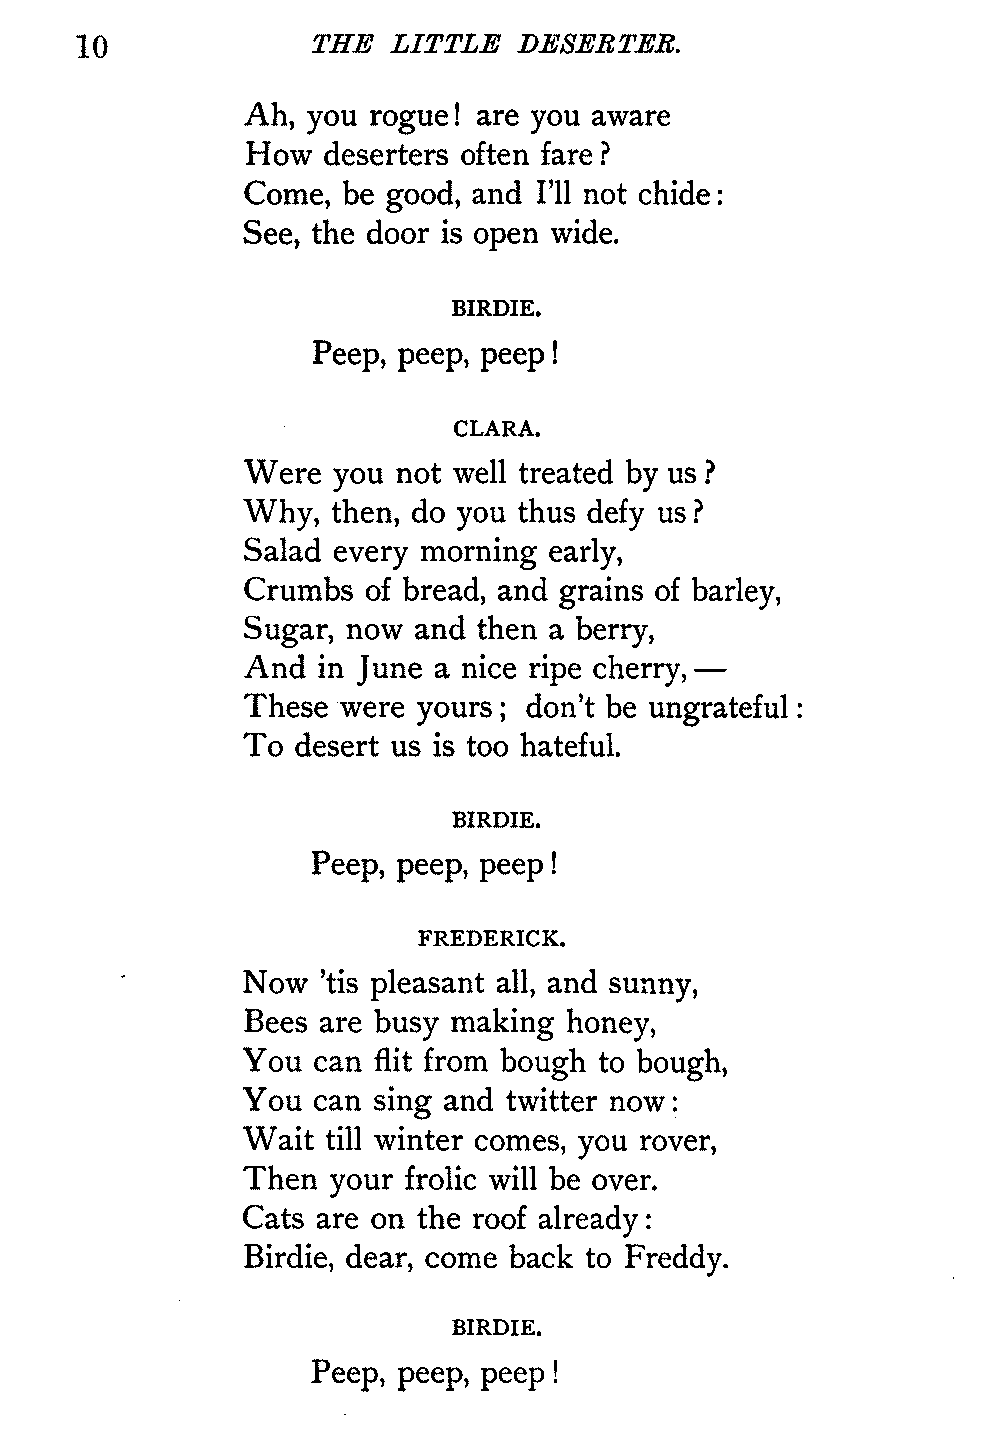 10 THE LITTLE DESERTER.
Ah, you rogue! are you aware
How deserters often fare?
Come, be good, and I'll not chide:
See, the door is open wide.
BIRDIE.
Peep, peep, peep!
CLARA.
Were you not well treated by us?
Why, then, do you thus defy us?
Salad every morning early,
Crumbs of bread, and grains of barley,
Sugar, now and then a berry,
And in June a nice ripe cherry,—
These were yours; don't be ungrateful:
To desert us is too hateful.
BIRDIE.
Peep, peep, peep!
FREDERICK.
Now 'tis pleasant all, and sunny,
Bees are busy making honey,
You can flit from bough to bough,
You can sing and twitter now:
Wait till winter comes, you rover,
Then your frolic will be over.
Cats are on the roof already:
Birdie, dear, come back to Freddy.
BIRDIE.
Peep, peep, peep!